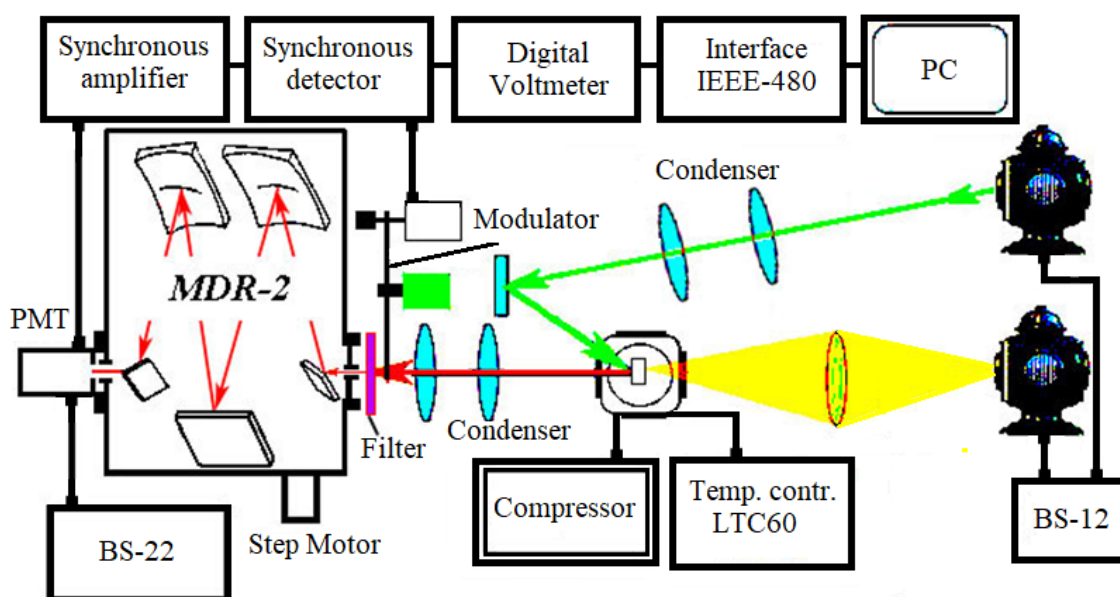 Synchronous
amplifier
Synchronous
detector
Digital
Voltmeter
Interface
IEEE-480
PC
Condenser
Modulator
MDR-2
PMT
Filter
Condenser
Compressor
Temp. contr.
LTC60
BS-12
BS-22
Step Motor